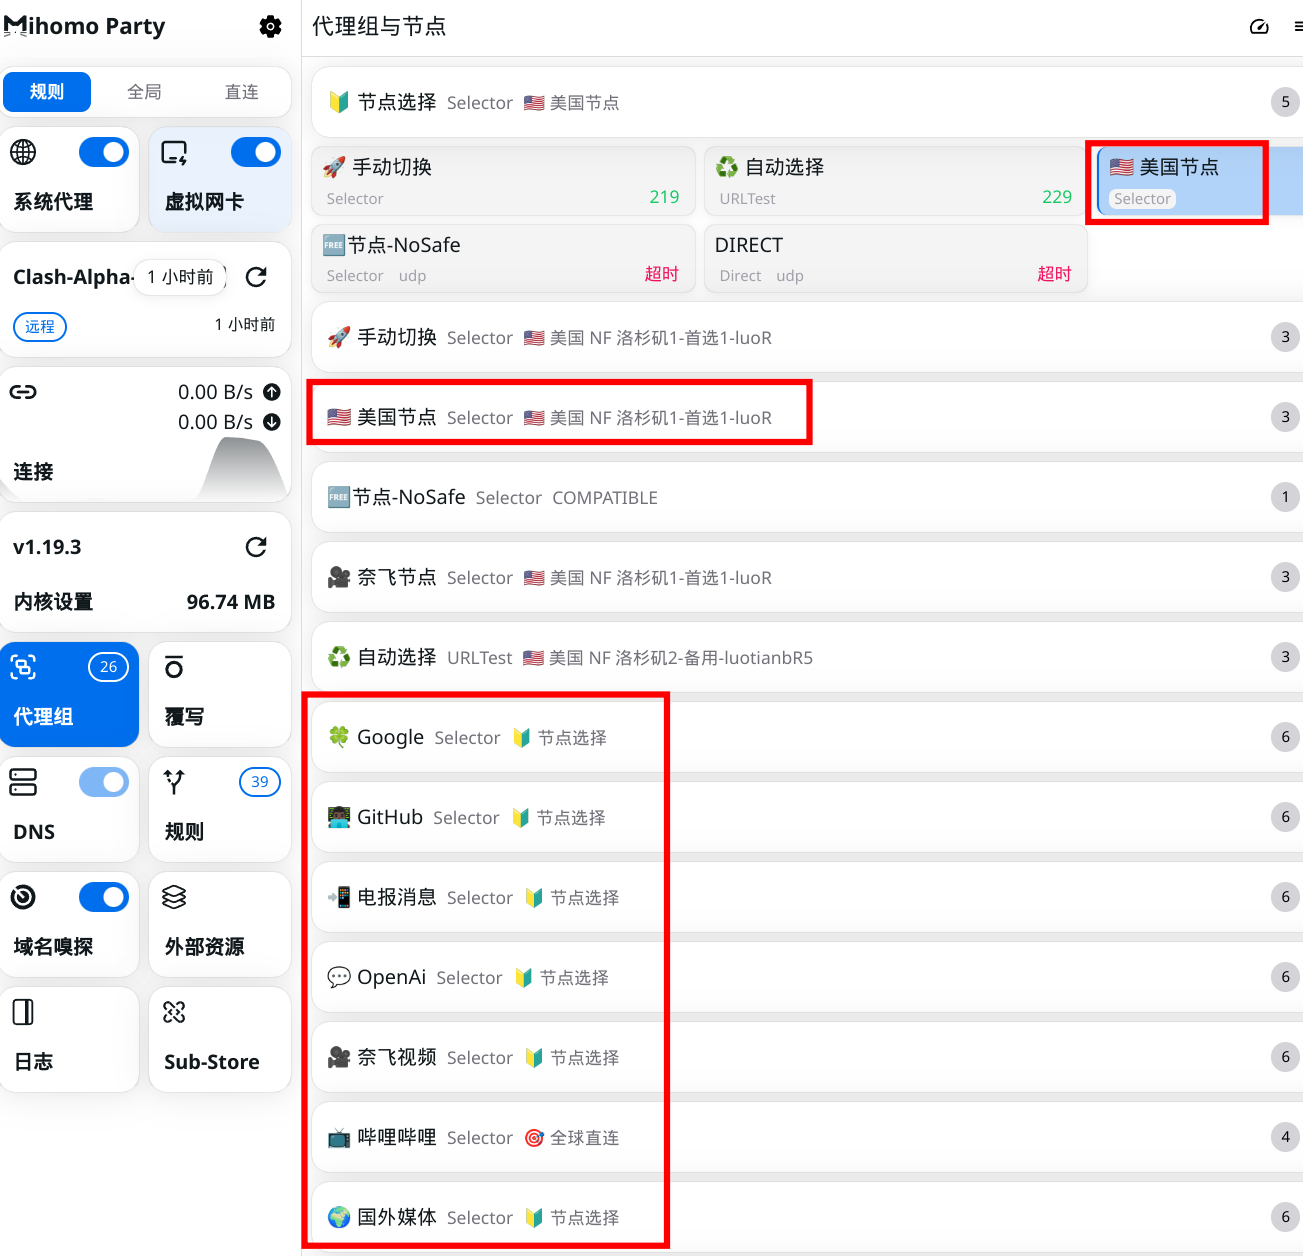 Mihomo Party
规则
全局
直连
系统代理
虚拟网卡
Clash-Alpha-
1 小时前
远程
1 小时前
0.00 B/s
0.00 B/s
连接
v1.19.3
内核设置
96.74 MB
26
代理组
覆写
DNS
39
规则
域名嗅探
外部资源
日志
Sub-Store
代理组与节点
节点选择 Selector 🇺🇸 美国节点 5
手动切换
Selector 219
自动选择
URLTest 229
美国节点
Selector
FREE 节点-NoSafe
Selector udp 超时
DIRECT
Direct udp 超时
手动切换 Selector 🇺🇸 美国 NF 洛杉矶1-首选1-luoR 3
美国节点 Selector 🇺🇸 美国 NF 洛杉矶1-首选1-luoR 3
FREE 节点-NoSafe Selector COMPATIBLE 1
奈飞节点 Selector 🇺🇸 美国 NF 洛杉矶1-首选1-luoR 3
自动选择 URLTest 🇺🇸 美国 NF 洛杉矶2-备用-luotianbR5 3
Google Selector 节点选择 6
GitHub Selector 节点选择 6
电报消息 Selector 节点选择 6
OpenAi Selector 节点选择 6
奈飞视频 Selector 节点选择 6
哔哩哔哩 Selector 全球直连 4
国外媒体 Selector 节点选择 6